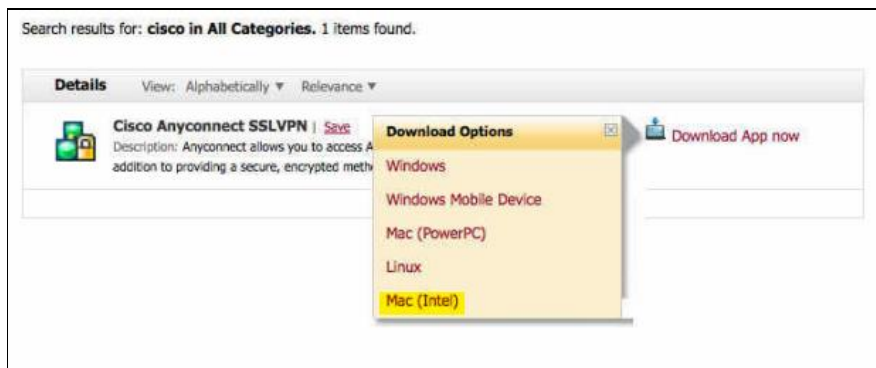 Search results for: cisco in All Categories. 1 items found.
Details View: Alphabetically ▼ Relevance ▼
Cisco Anyconnect SSLVPN | Save
Description: Anyconnect allows you to access A
addition to providing a secure, encrypted meth
Download Options
Windows
Windows Mobile Device
Mac (PowerPC)
Linux
Mac (Intel)
Download App now